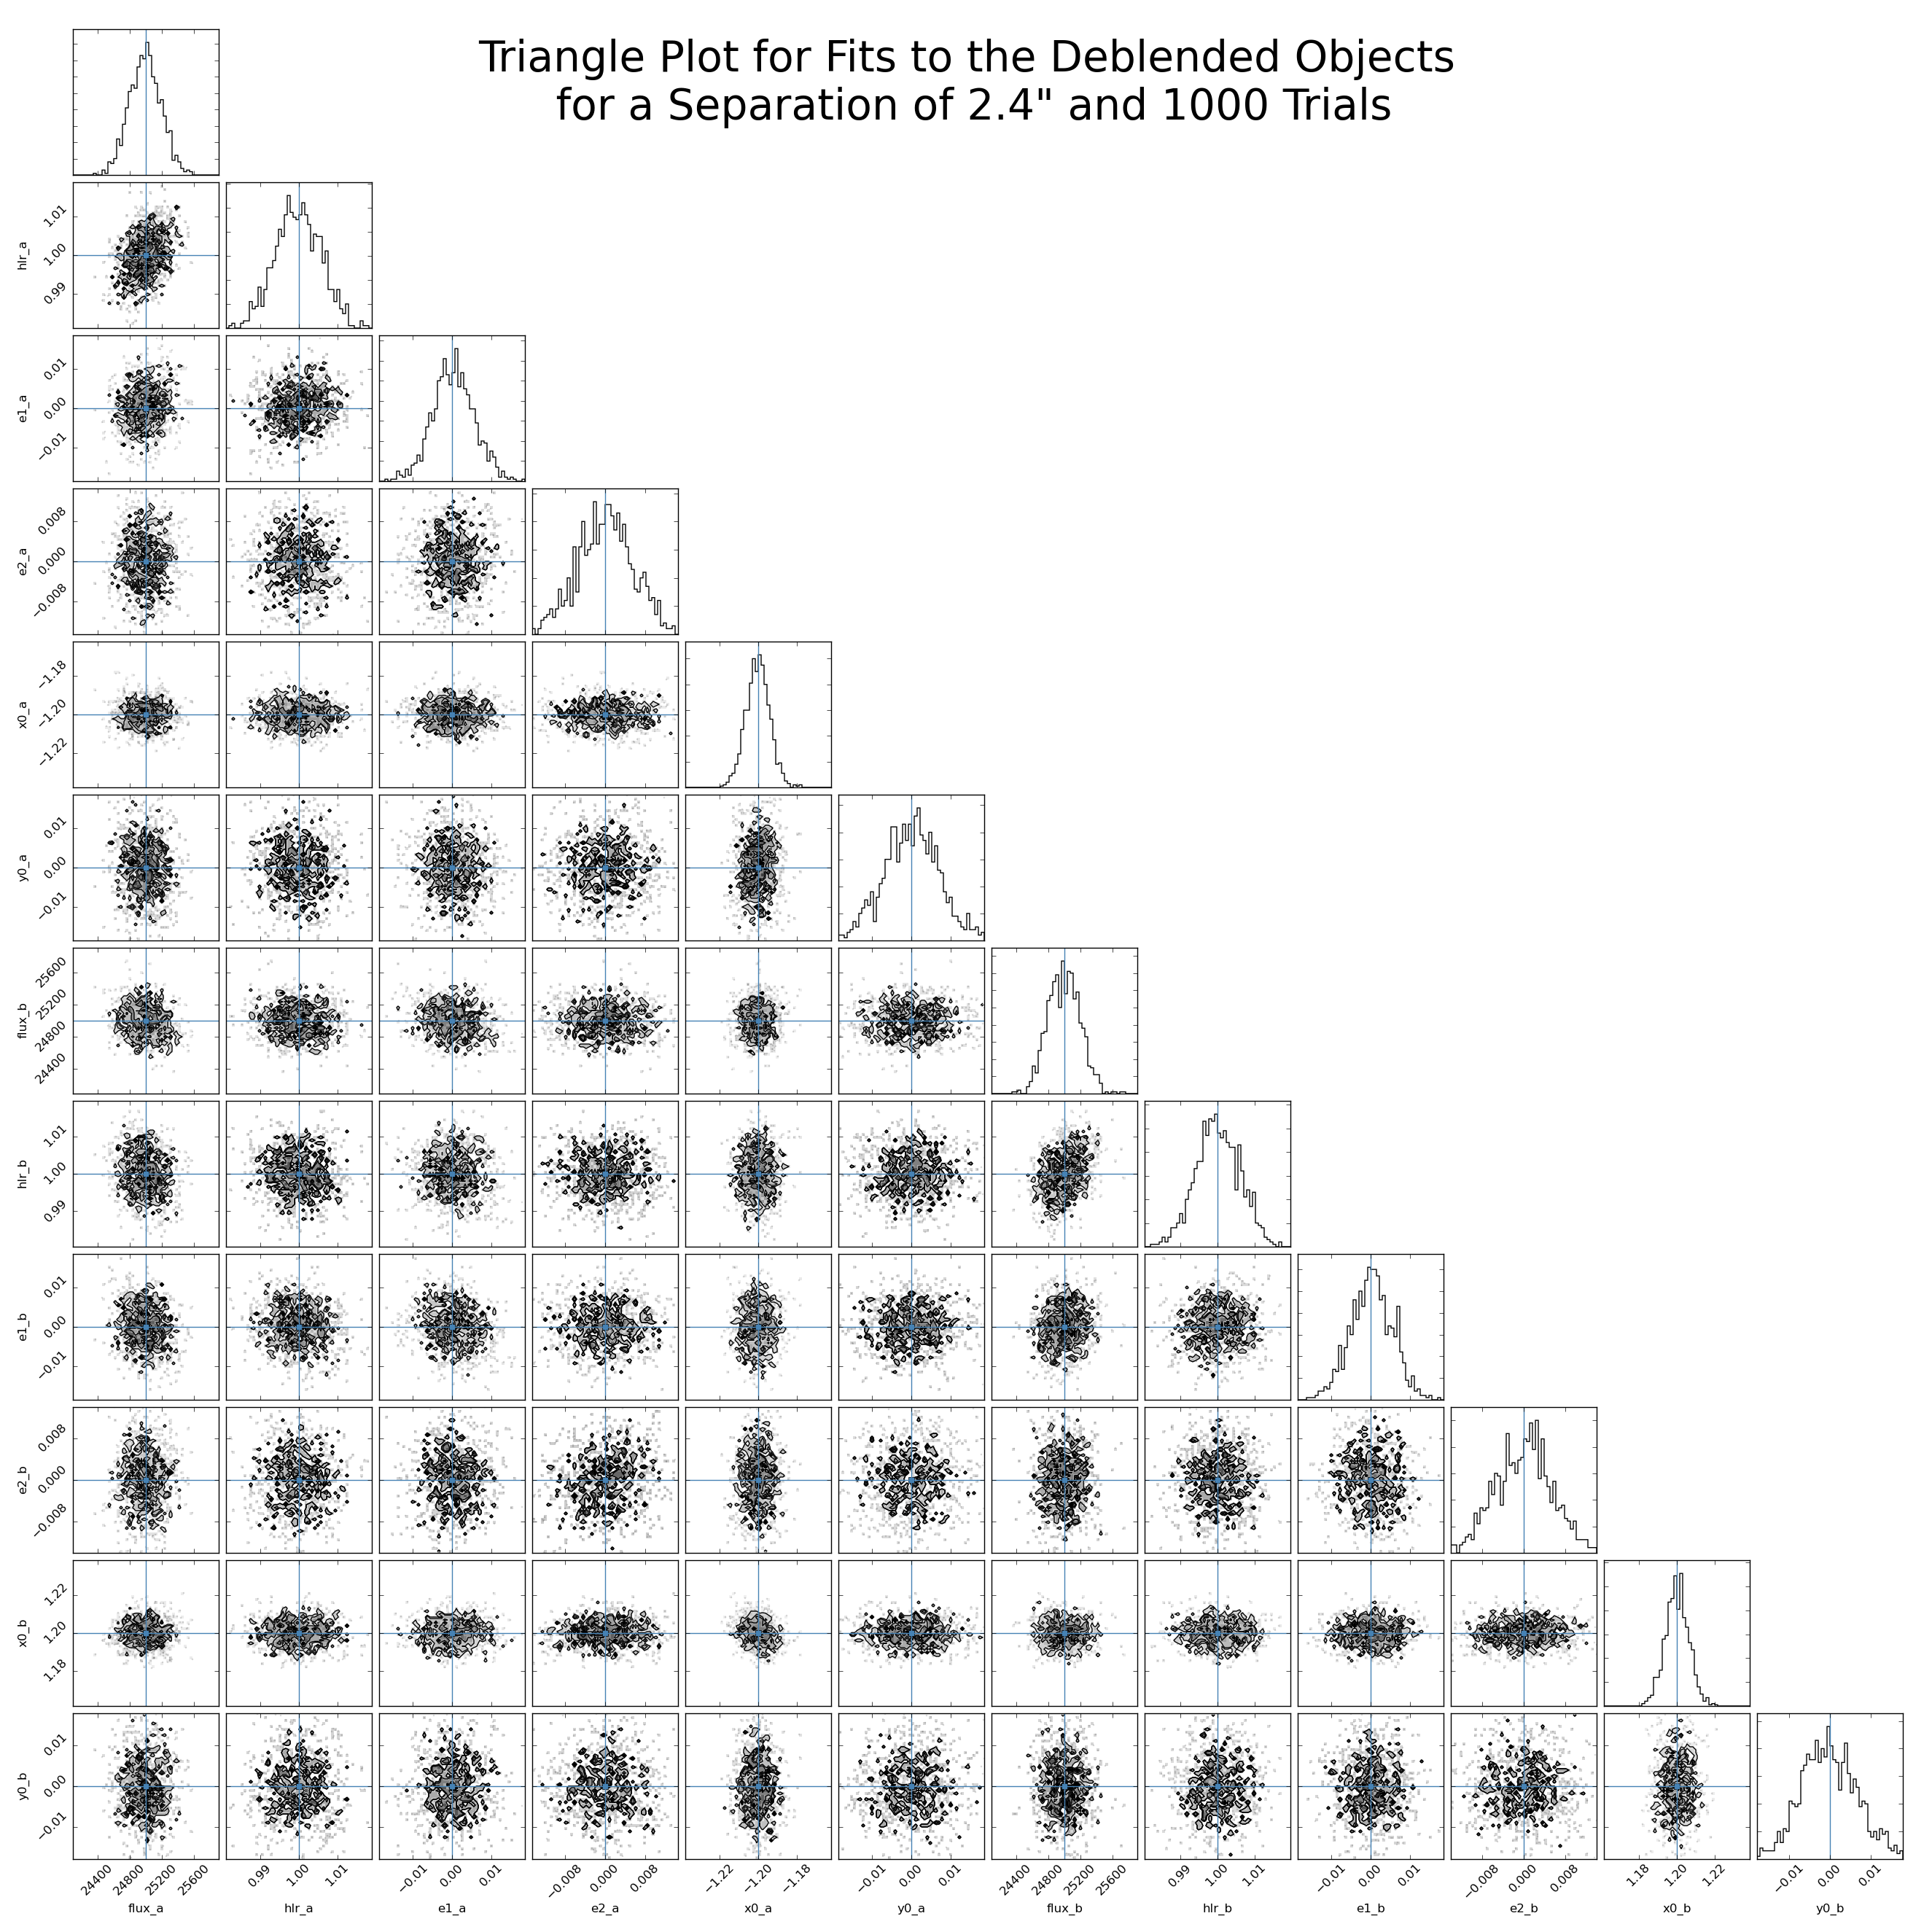 Triangle Plot for Fits to the Deblended Objects
for a Separation of 2.4" and 1000 Trials
hlr_a
1.01
1.00
0.99
e1_a
0.01
0.00
−0.01
e2_a
0.008
0.000
−0.008
x0_a
−1.18
−1.20
−1.22
y0_a
0.01
0.00
−0.01
flux_b
25600
25200
24800
24400
hlr_b
1.01
1.00
0.99
e1_b
0.01
0.00
−0.01
e2_b
0.008
0.000
−0.008
x0_b
1.22
1.20
1.18
y0_b
0.01
0.00
−0.01
24400 24800 25200 25600 0.99 1.00 1.01 −0.01 0.00 0.01 −0.008 0.000 0.008 −1.22 −1.20 −1.18 −0.01 0.00 0.01 24400 24800 25200 25600 0.99 1.00 1.01 −0.01 0.00 0.01 −0.008 0.000 0.008 1.18 1.20 1.22 −0.01 0.00 0.01
flux_a hlr_a e1_a e2_a x0_a y0_a flux_b hlr_b e1_b e2_b x0_b y0_b